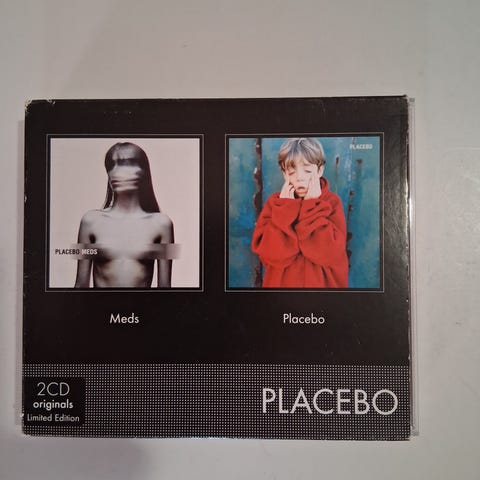 PLACEBO
PLACEBO MEDS
Meds
Placebo
2CD
originals
Limited Edition
PLACEBO